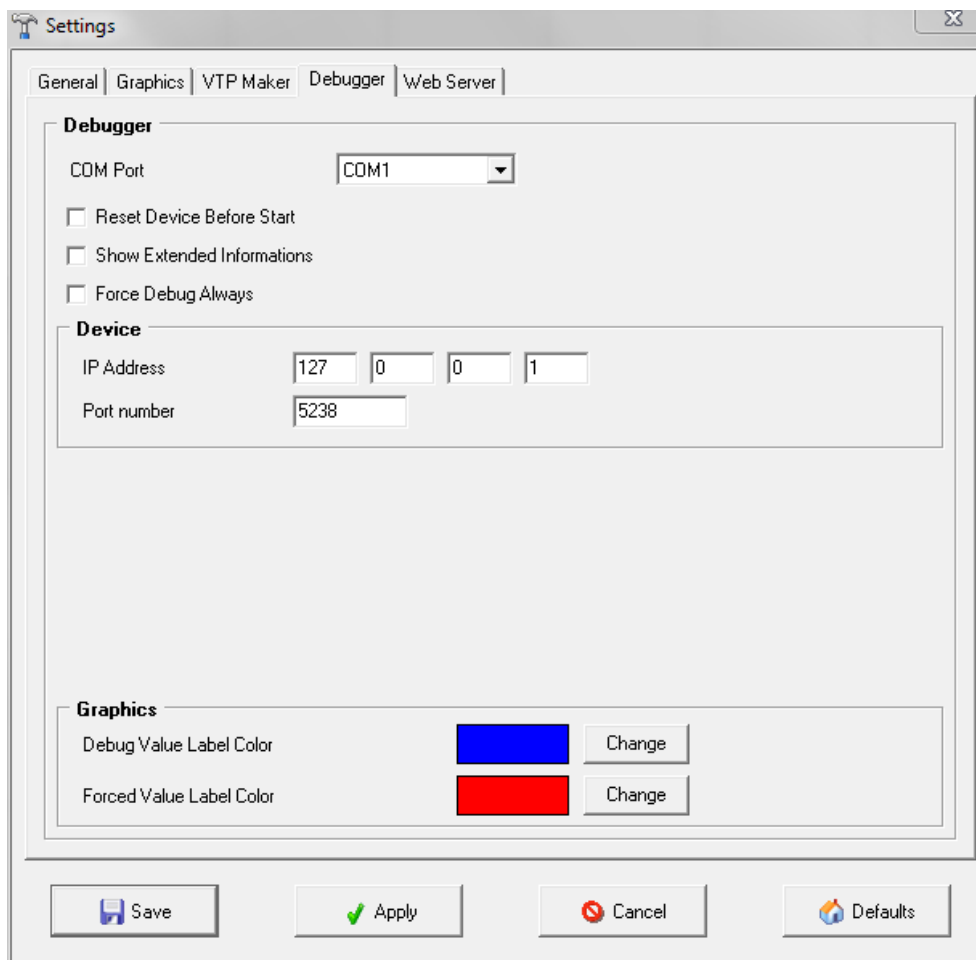 Settings
General Graphics VTP Maker Debugger Web Server
Debugger
COM Port COM1
Reset Device Before Start
Show Extended Informations
Force Debug Always
Device
IP Address 127 0 0 1
Port number 5238
Graphics
Debug Value Label Color Change
Forced Value Label Color Change
Save Apply Cancel Defaults